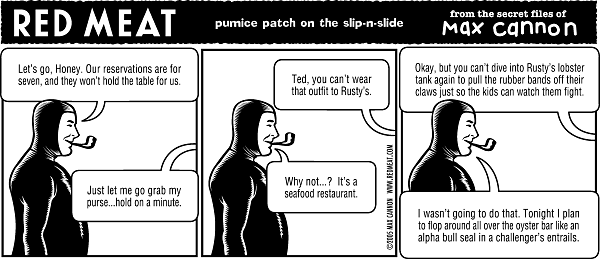 RED MEAT
pumice patch on the slip-n-slide
from the secret files of
Max cannon
Let's go, Honey. Our reservations are for
seven, and they won't hold the table for us.
Just let me go grab my
purse...hold on a minute.
Ted, you can't wear
that outfit to Rusty's.
Why not...? It's a
seafood restaurant.
©2005 MAX CANNON WWW.REDMEAT.COM
Okay, but you can't dive into Rusty's lobster
tank again to pull the rubber bands off their
claws just so the kids can watch them fight.
I wasn't going to do that. Tonight I plan
to flop around all over the oyster bar like an
alpha bull seal in a challenger's entrails.